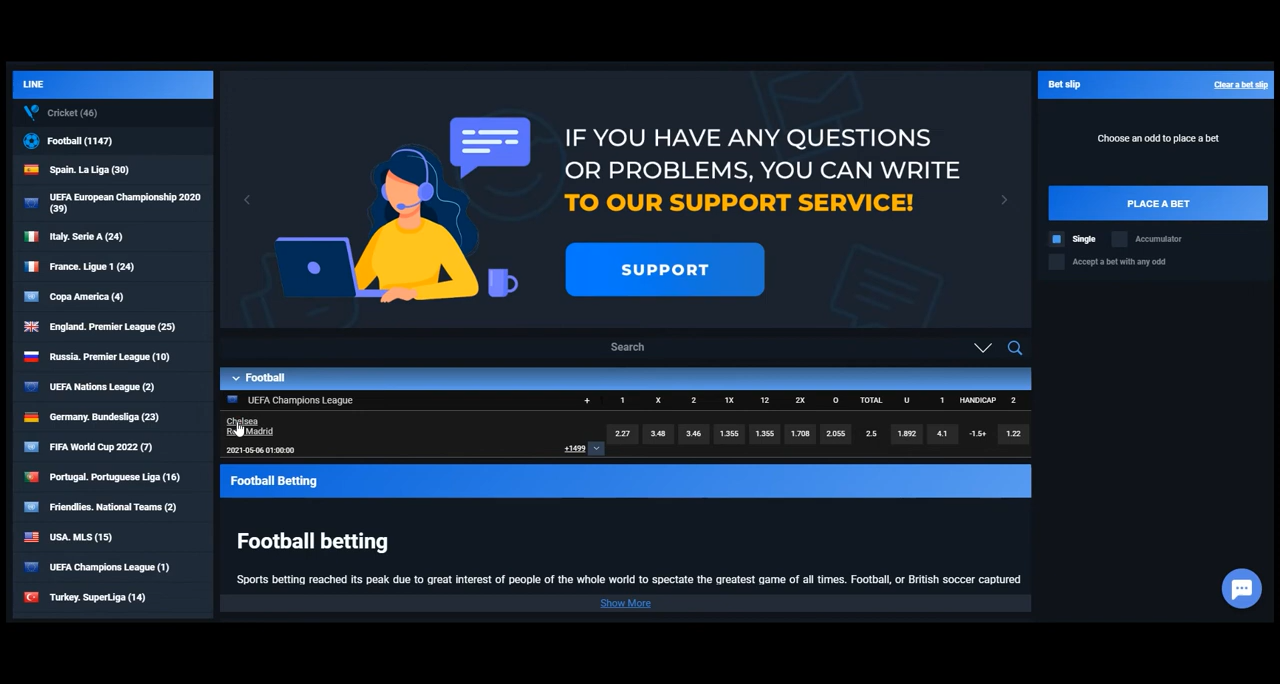 LINE
Cricket (46)
Football (1147)
Spain. La Liga (30)
UEFA European Championship 2020
(39)
Italy. Serie A (24)
France. Ligue 1 (24)
Copa America (4)
England. Premier League (25)
Russia. Premier League (10)
UEFA Nations League (2)
Germany. Bundesliga (23)
FIFA World Cup 2022 (7)
Portugal. Portuguese Liga (16)
Friendlies. National Teams (2)
USA. MLS (15)
UEFA Champions League (1)
Turkey. SuperLiga (14)
IF YOU HAVE ANY QUESTIONS
OR PROBLEMS, YOU CAN WRITE
TO OUR SUPPORT SERVICE!
SUPPORT
Search
Football
UEFA Champions League + 1 X 2 1X 12 2X O TOTAL U 1 HANDICAP 2
Chelsea
Real Madrid
2.27 3.48 3.46 1.355 1.355 1.708 2.055 2.5 1.892 4.1 -1.5+ 1.22
2021-05-06 01:00:00 +1499
Football Betting
Football betting
Sports betting reached its peak due to great interest of people of the whole world to spectate the greatest game of all times. Football, or British soccer captured
Show More
Bet slip Clear a bet slip
Choose an odd to place a bet
PLACE A BET
Single Accumulator
Accept a bet with any odd